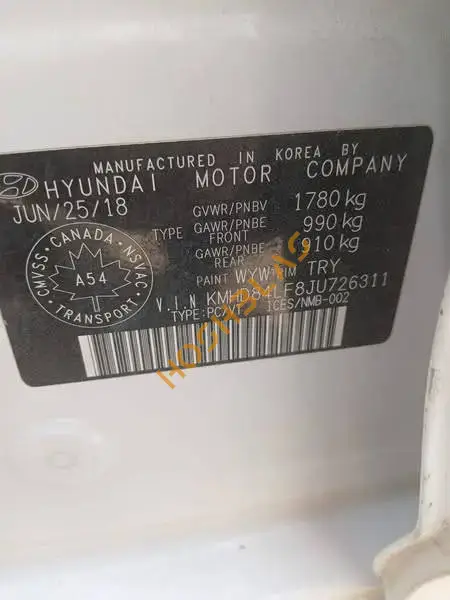 MANUFACTURED IN KOREA BY
HYUNDAI MOTOR COMPANY
JUN/25/18
GVWR/PNBV 1780 kg
TYPE GAWR/PNBE FRONT 990 kg
GAWR/PNBE REAR 910 kg
PAINT WYW TRIM TRY
CMVSS · CANADA · NSVAC
A54
TRANSPORT
V.I.N KMHD84LF8JU726311
TYPE:PC/VT ICES/NMB-002